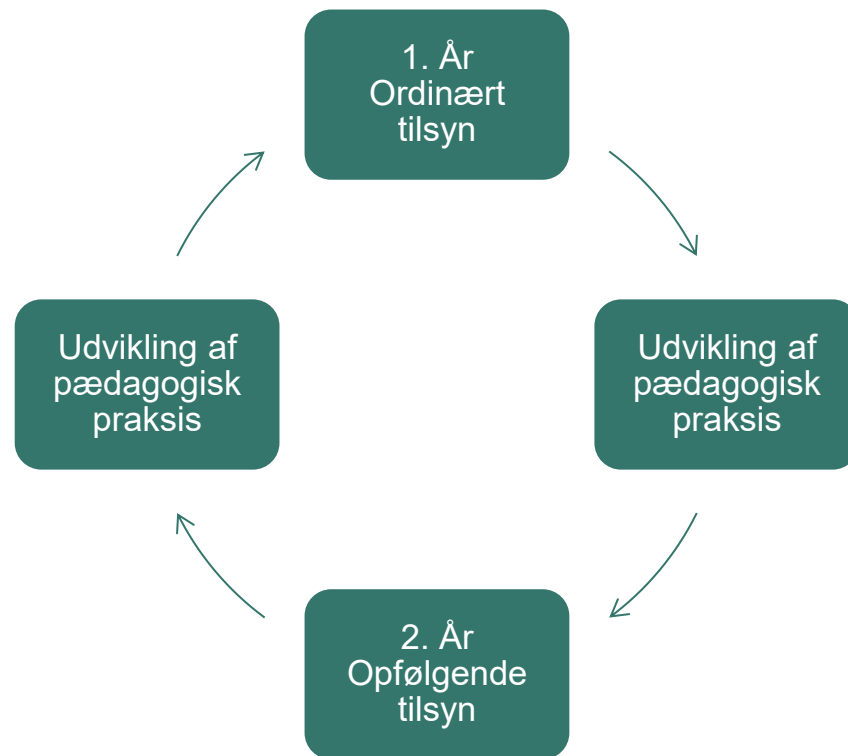 1. År
Ordinært
tilsyn
Udvikling af
pædagogisk
praksis
Udvikling af
pædagogisk
praksis
2. År
Opfølgende
tilsyn